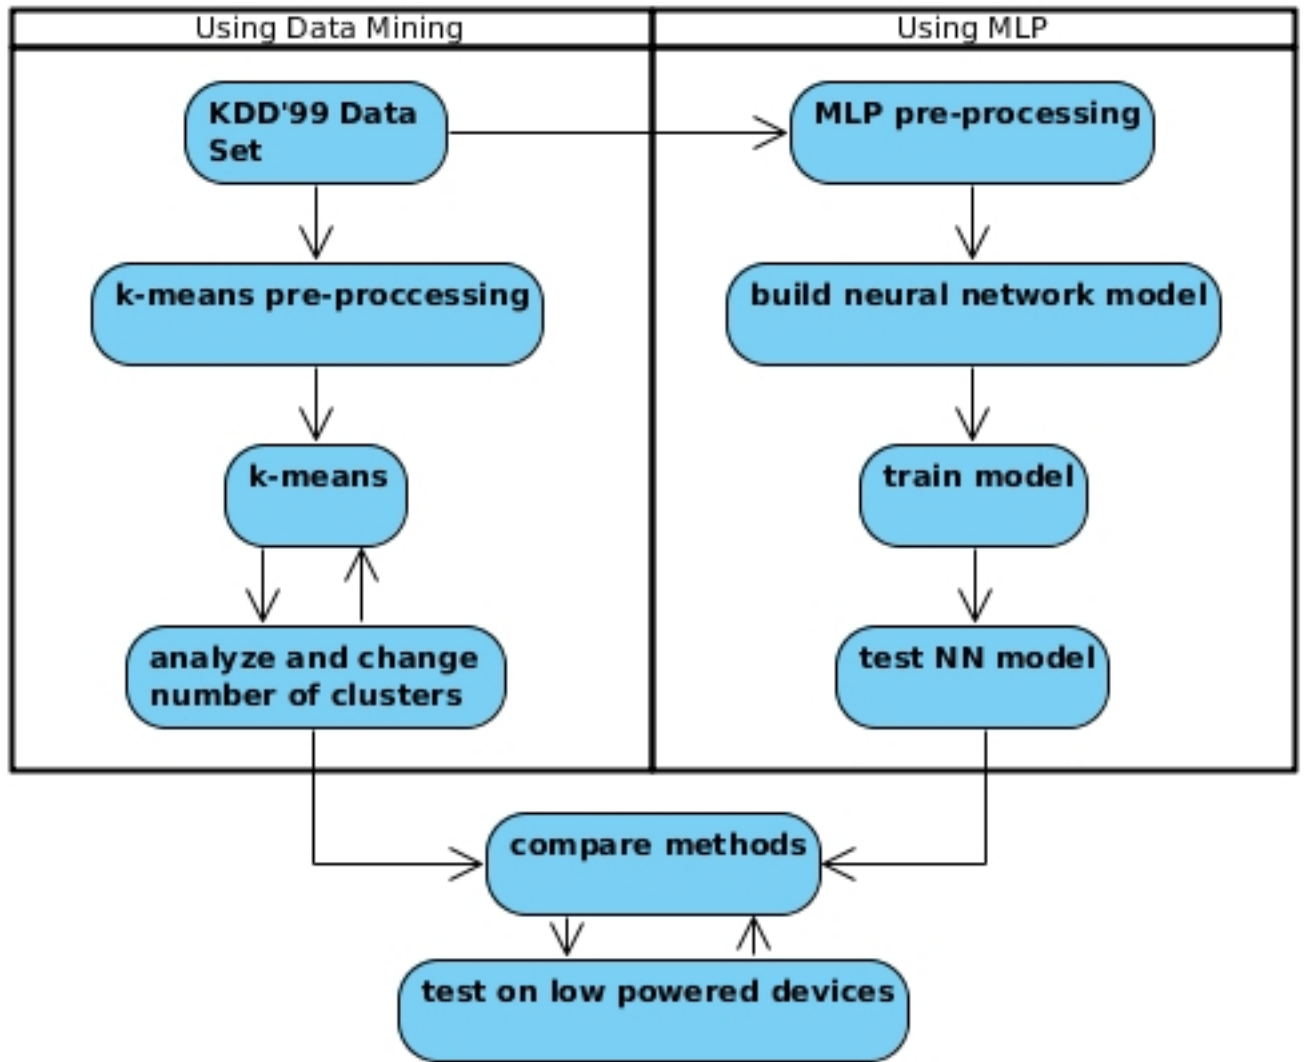 Using Data Mining
Using MLP
KDD'99 Data
Set
MLP pre-processing
k-means pre-proccessing
build neural network model
k-means
train model
analyze and change
number of clusters
test NN model
compare methods
test on low powered devices